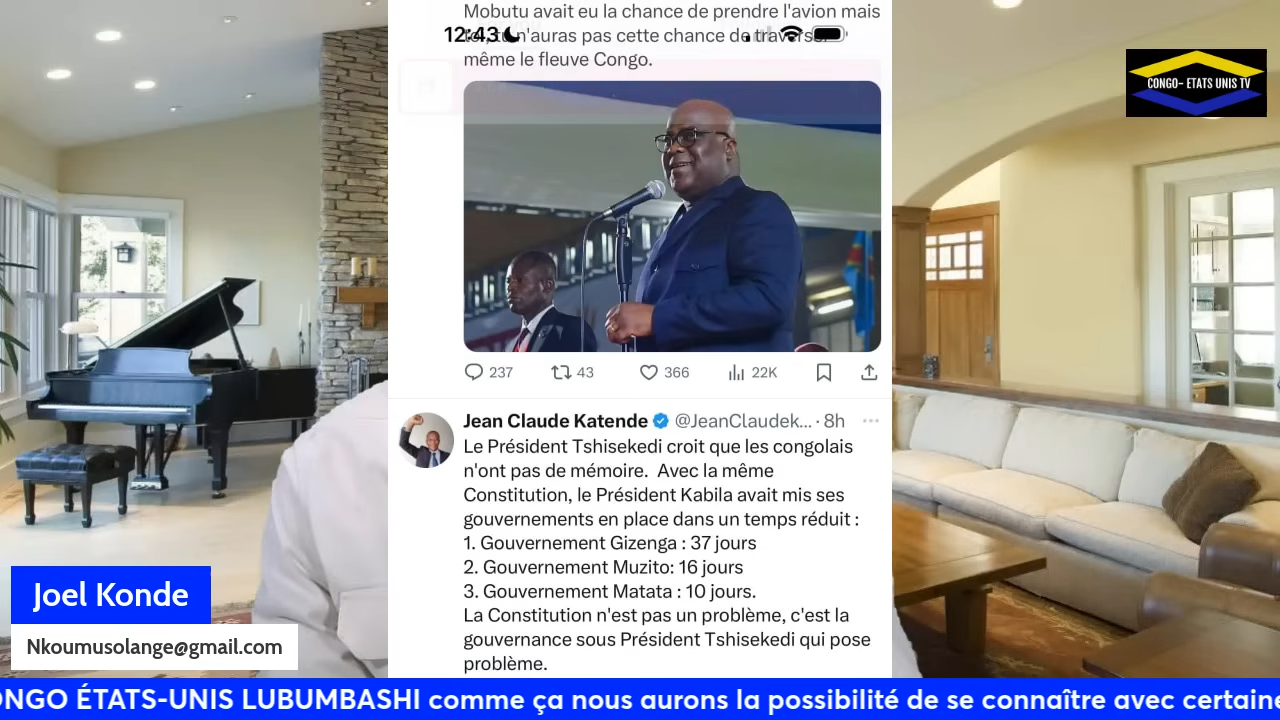 Mobutu avait eu la chance de prendre l'avion mais
toi, tu n'auras pas cette chance de traverser
12:43
même le fleuve Congo.
CONGO- ETATS UNIS TV
237 43 366 22K
Jean Claude Katende @JeanClaudek... · 8h
Le Président Tshisekedi croit que les congolais
n'ont pas de mémoire. Avec la même
Constitution, le Président Kabila avait mis ses
gouvernements en place dans un temps réduit :
1. Gouvernement Gizenga : 37 jours
2. Gouvernement Muzito: 16 jours
3. Gouvernement Matata : 10 jours.
La Constitution n'est pas un problème, c'est la
gouvernance sous Président Tshisekedi qui pose
problème.
Joel Konde
Nkoumusolange@gmail.com
ONGO ÉTATS-UNIS LUBUMBASHI comme ça nous aurons la possibilité de se connaître avec certaine